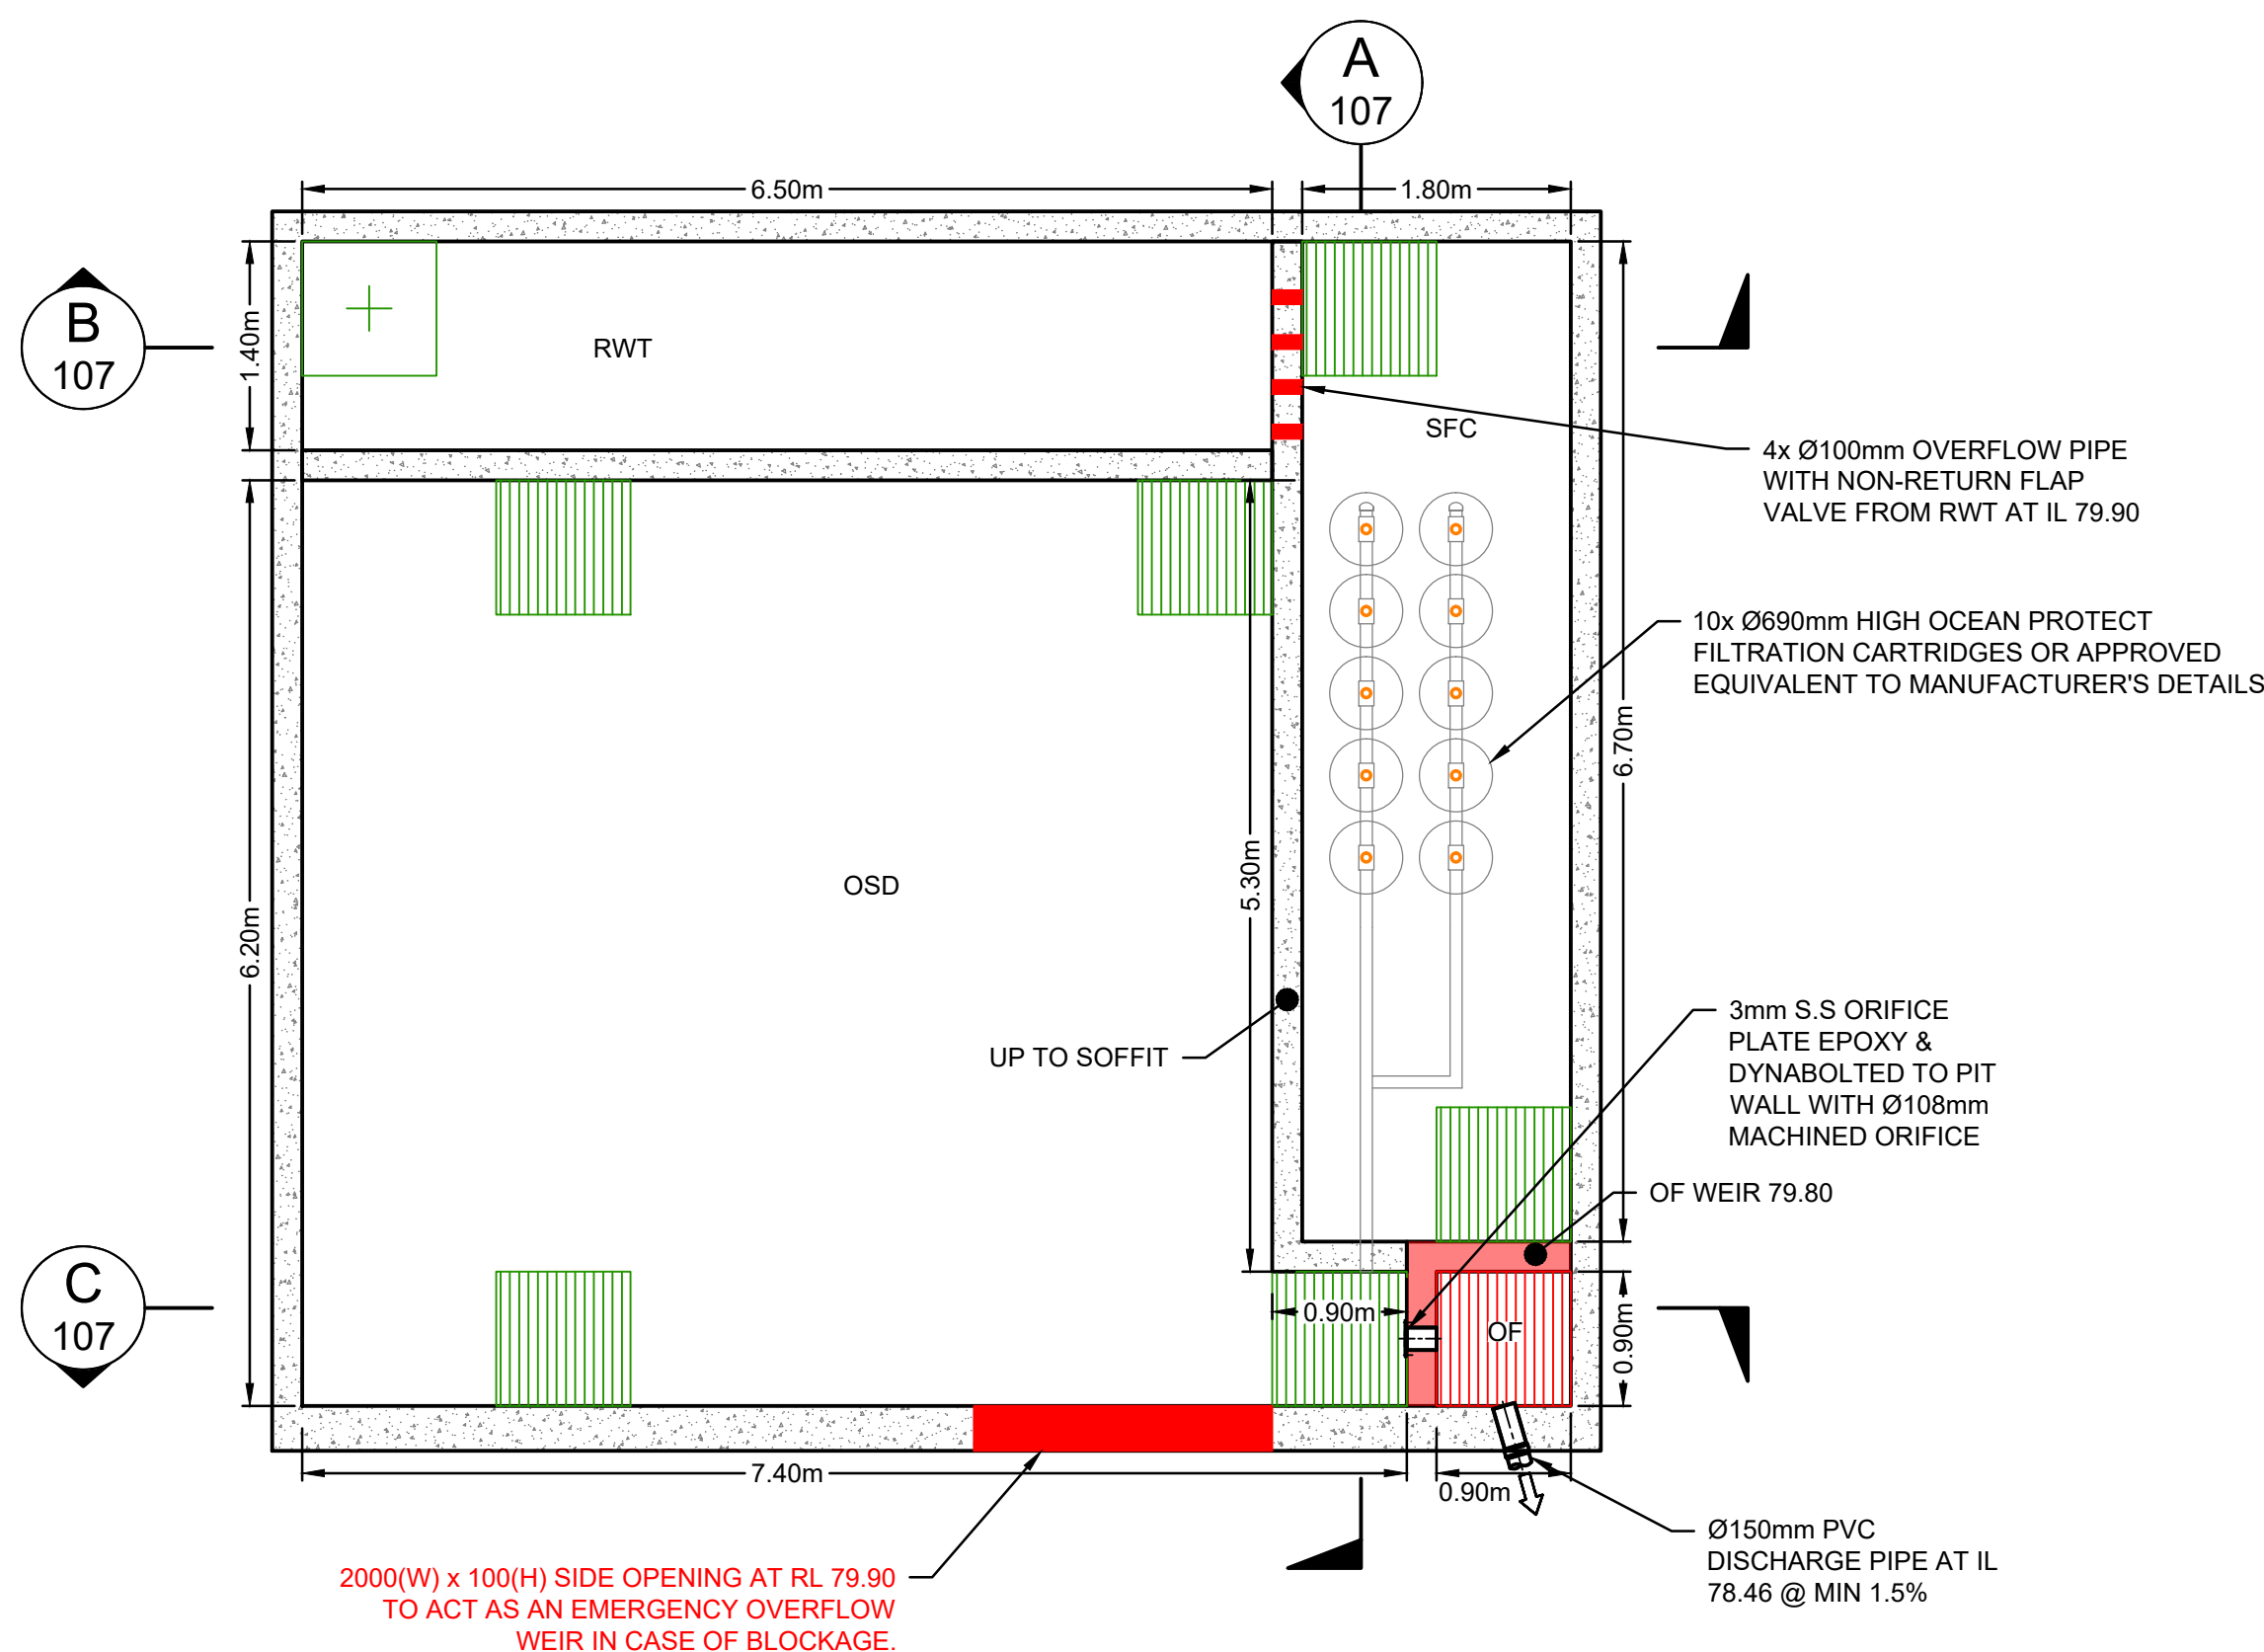 A
107
6.50m
1.80m
B
107
1.40m
RWT
SFC
4x Ø100mm OVERFLOW PIPE
WITH NON-RETURN FLAP
VALVE FROM RWT AT IL 79.90
10x Ø690mm HIGH OCEAN PROTECT
FILTRATION CARTRIDGES OR APPROVED
EQUIVALENT TO MANUFACTURER'S DETAILS
6.70m
5.30m
OSD
6.20m
3mm S.S ORIFICE
PLATE EPOXY &
DYNABOLTED TO PIT
WALL WITH Ø108mm
MACHINED ORIFICE
UP TO SOFFIT
OF WEIR 79.80
C
107
0.90m
OF
0.90m
7.40m
0.90m
Ø150mm PVC
DISCHARGE PIPE AT IL
78.46 @ MIN 1.5%
2000(W) x 100(H) SIDE OPENING AT RL 79.90
TO ACT AS AN EMERGENCY OVERFLOW
WEIR IN CASE OF BLOCKAGE.